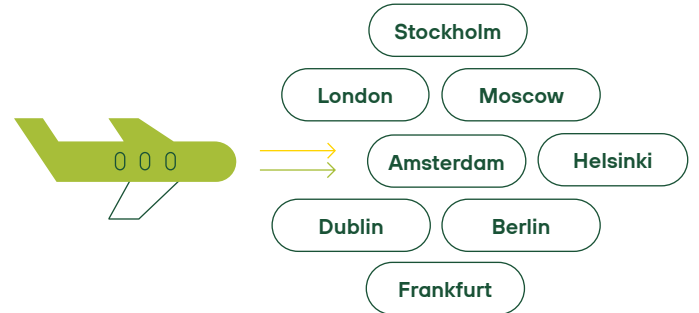 Stockholm
London
Moscow
Amsterdam
Helsinki
Dublin
Berlin
Frankfurt